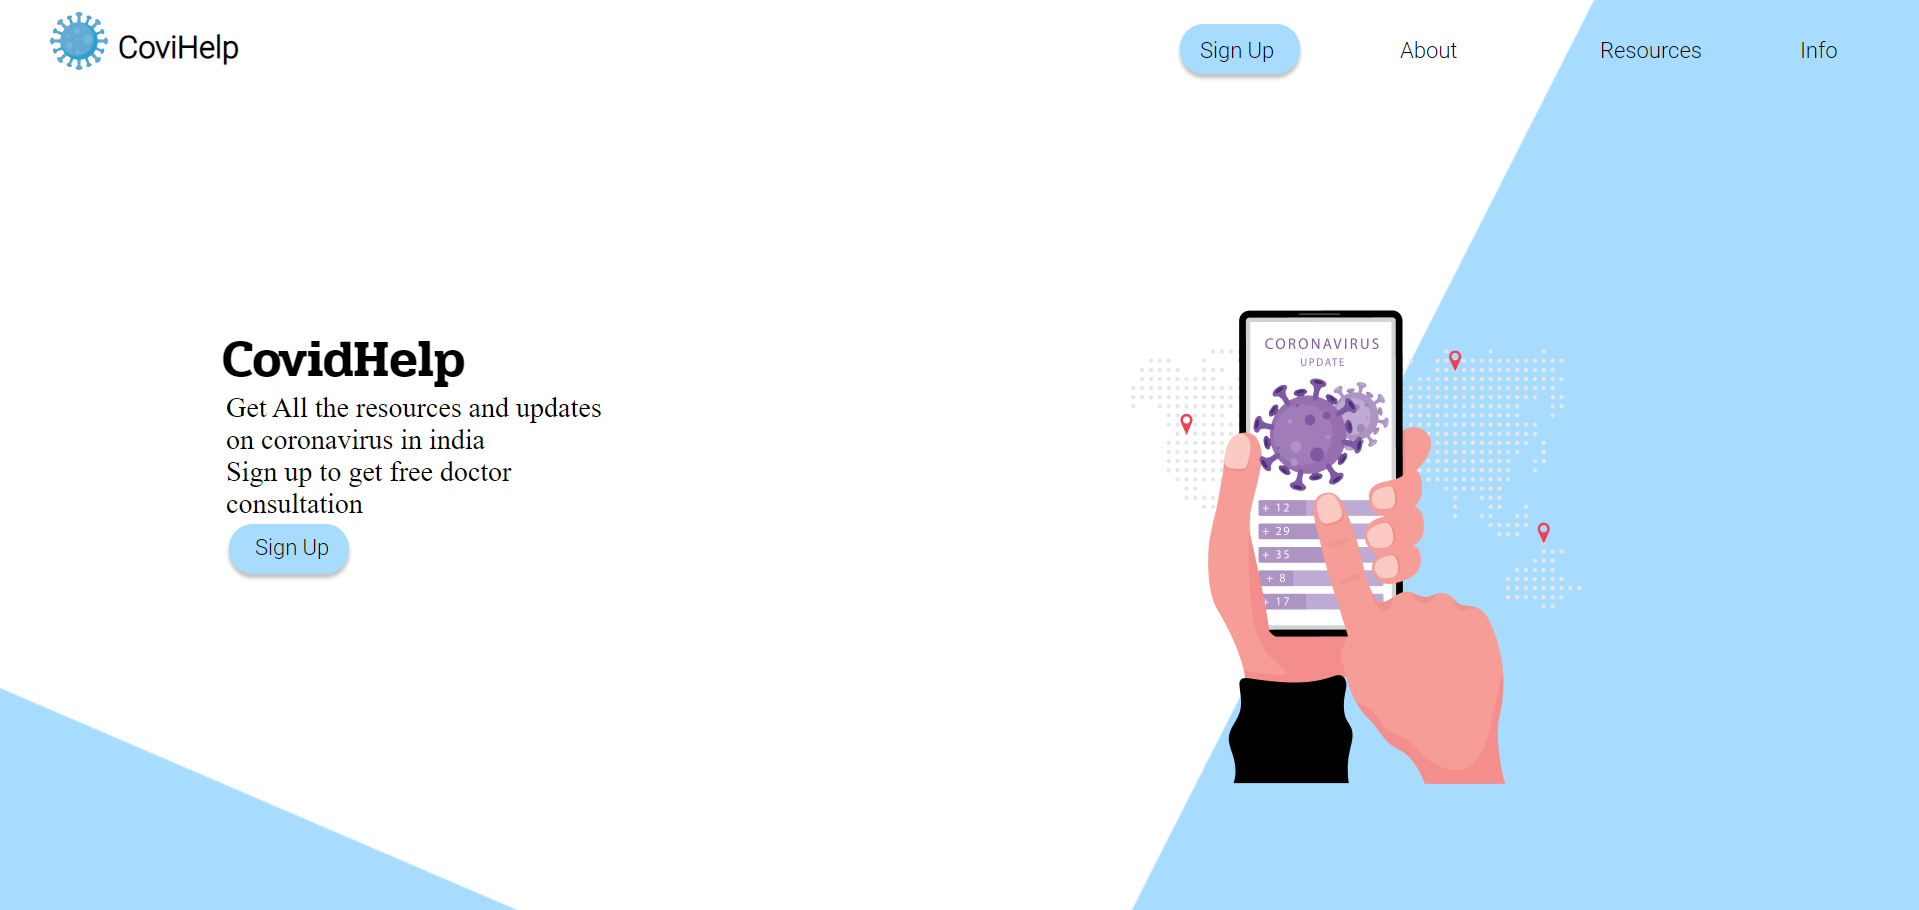 CoviHelp
Sign Up
About
Resources
Info
CovidHelp
Get All the resources and updates
on coronavirus in india
Sign up to get free doctor
consultation
Sign Up
CORONAVIRUS
UPDATE
+ 12
+ 29
+ 35
+ 8
+ 17